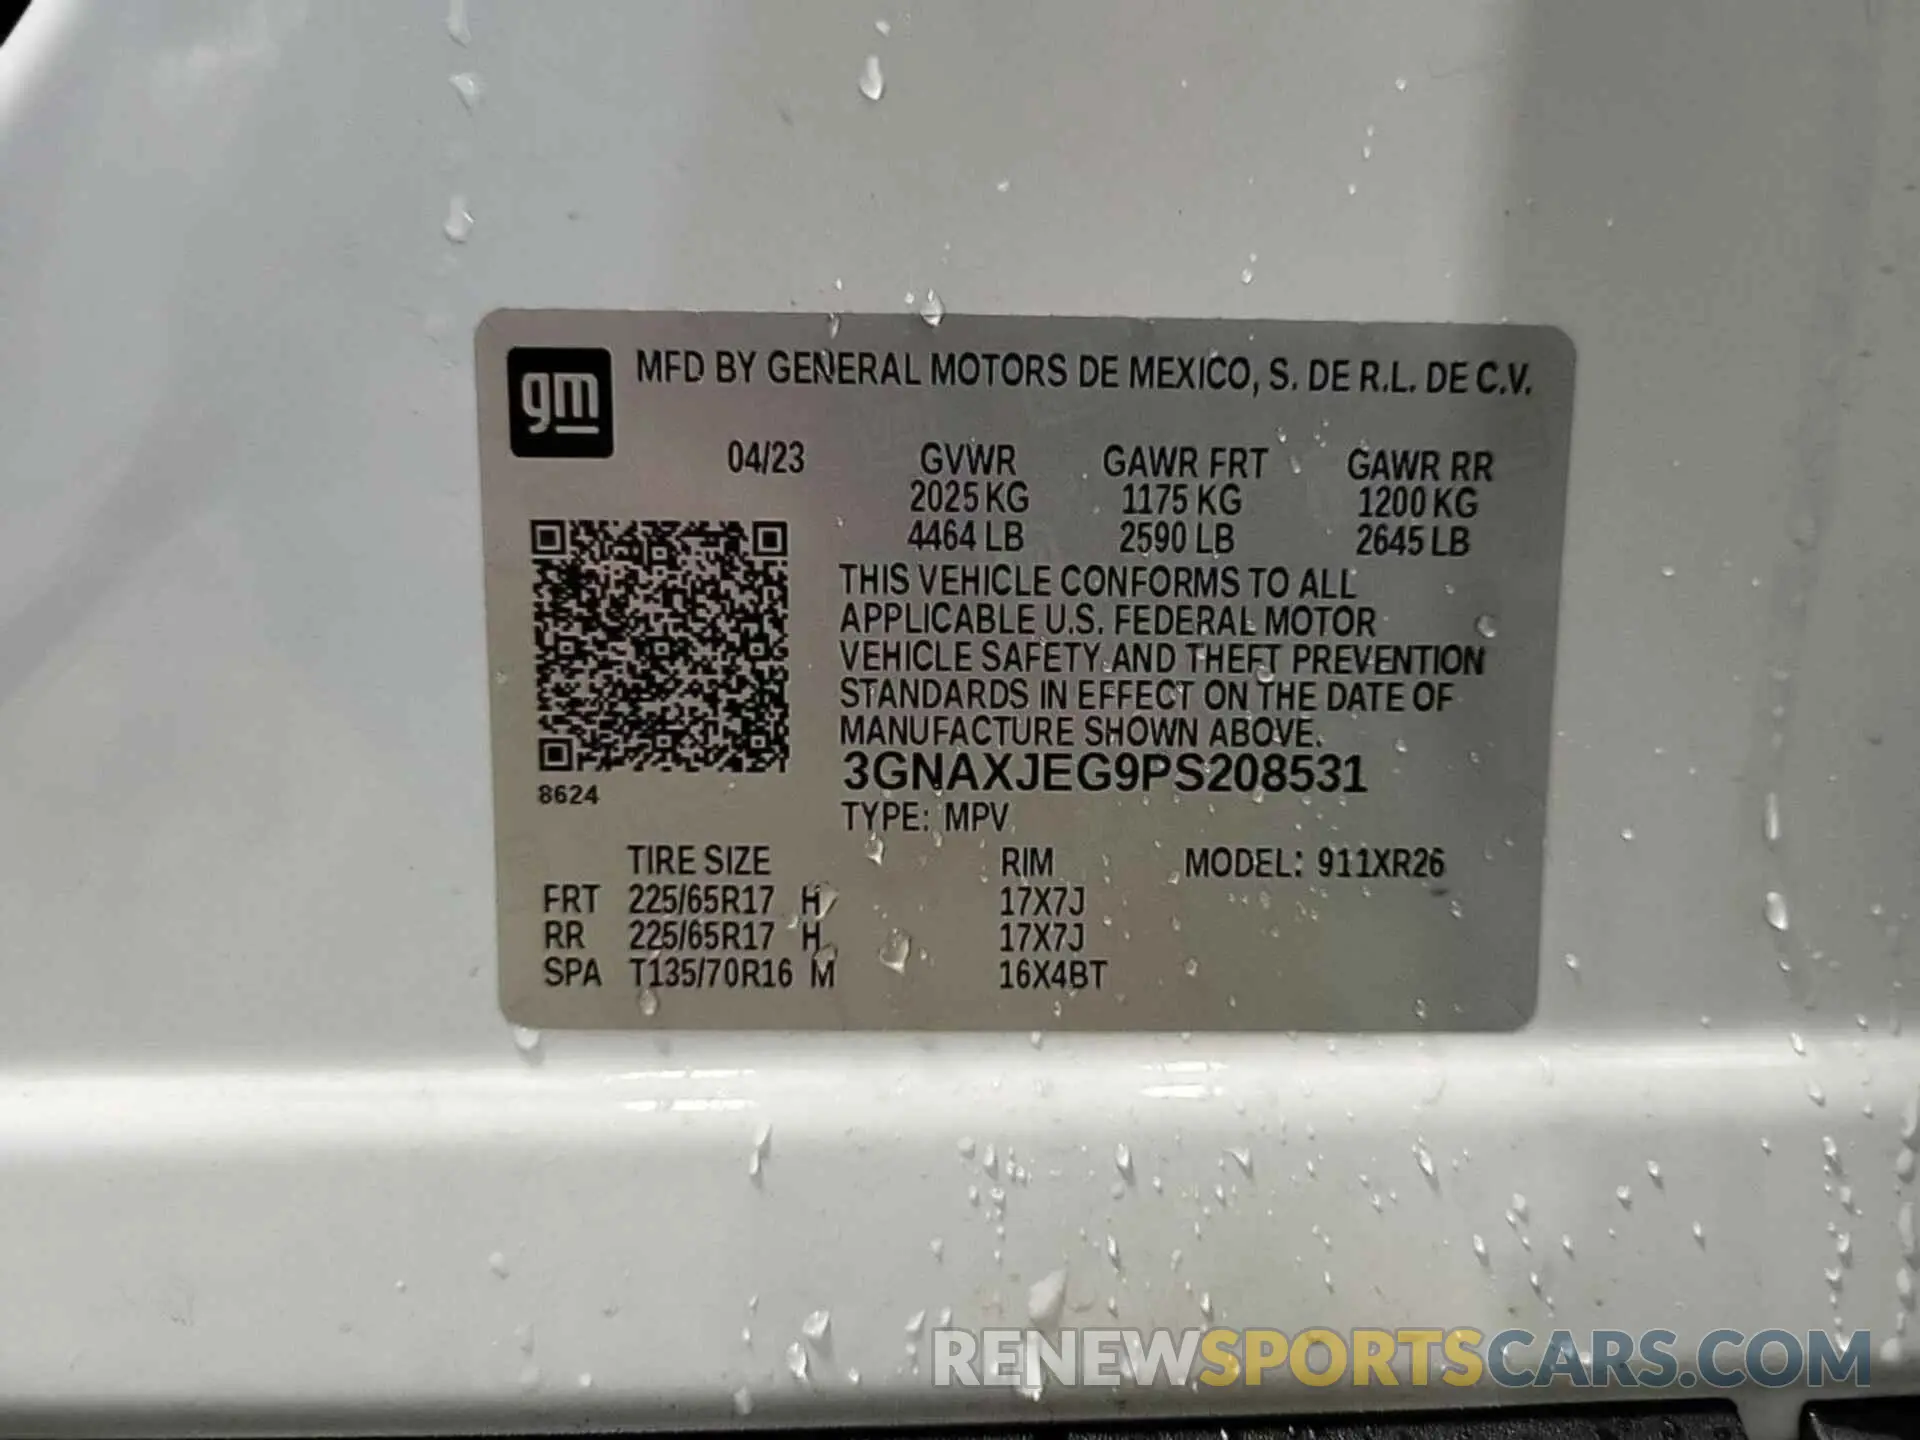 gm
MFD BY GENERAL MOTORS DE MEXICO, S. DE R.L. DE C.V.
04/23 GVWR GAWR FRT GAWR RR
2025 KG 1175 KG 1200 KG
4464 LB 2590 LB 2645 LB
THIS VEHICLE CONFORMS TO ALL
APPLICABLE U.S. FEDERAL MOTOR
VEHICLE SAFETY AND THEFT PREVENTION
STANDARDS IN EFFECT ON THE DATE OF
MANUFACTURE SHOWN ABOVE.
3GNAXJEG9PS208531
8624
TYPE: MPV
TIRE SIZE RIM MODEL: 911XR26
FRT 225/65R17 H 17X7J
RR 225/65R17 H 17X7J
SPA T135/70R16 M 16X4BT
RENEWSPORTSCARS.COM